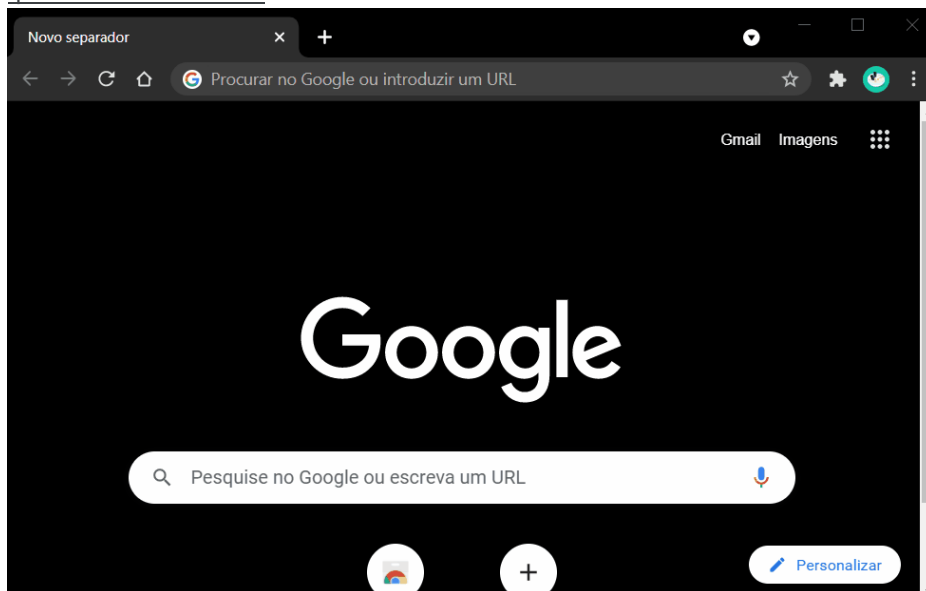 Novo separador
Procurar no Google ou introduzir um URL
Gmail Imagens
Google
Pesquise no Google ou escreva um URL
Personalizar